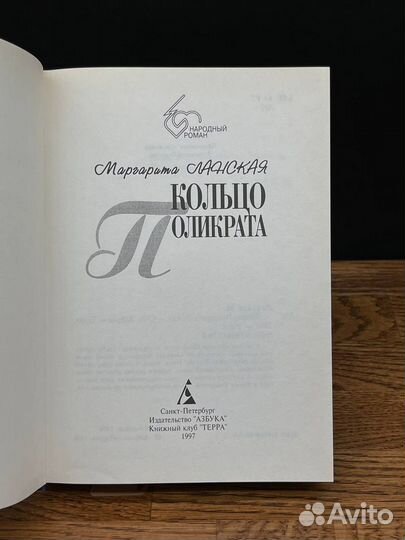 НАРОДНЫЙ
РОМАН
Маргарита ЛАНСКАЯ
КОЛЬЦО
ПОЛИКРАТА
Санкт-Петербург
Издательство "АЗБУКА"
Книжный клуб "ТЕРРА"
1997
Avito